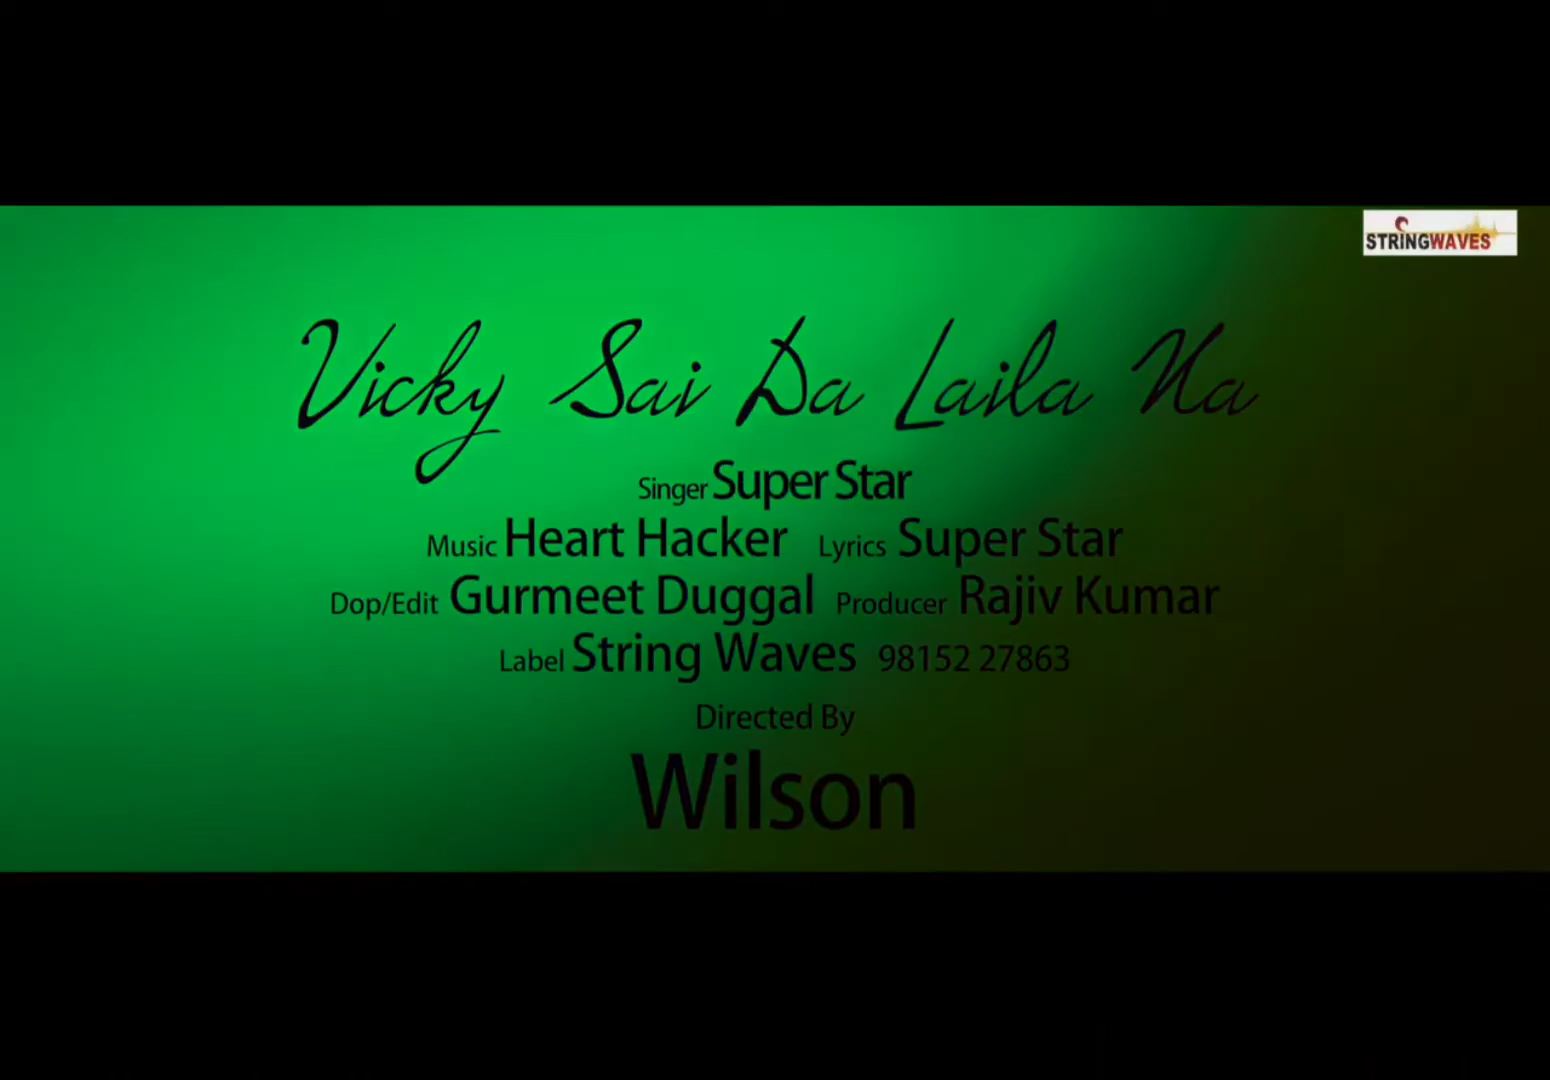 STRINGWAVES
Vicky Sai Da Laila Na
Singer Super Star
Music Heart Hacker Lyrics Super Star
Dop/Edit Gurmeet Duggal Producer Rajiv Kumar
Label String Waves 98152 27863
Directed By
Wilson